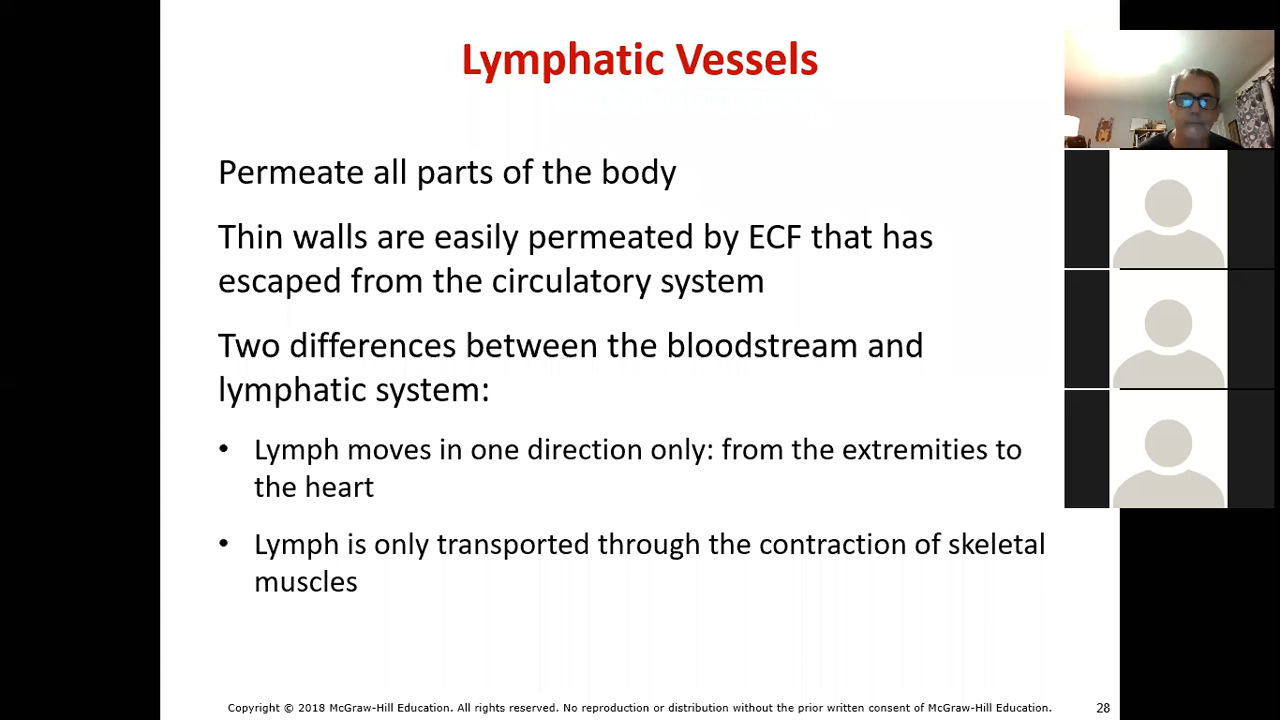 Lymphatic Vessels
Permeate all parts of the body
Thin walls are easily permeated by ECF that has
escaped from the circulatory system
Two differences between the bloodstream and
lymphatic system:
• Lymph moves in one direction only: from the extremities to
the heart
• Lymph is only transported through the contraction of skeletal
muscles
Copyright © 2018 McGraw-Hill Education. All rights reserved. No reproduction or distribution without the prior written consent of McGraw-Hill Education.
28